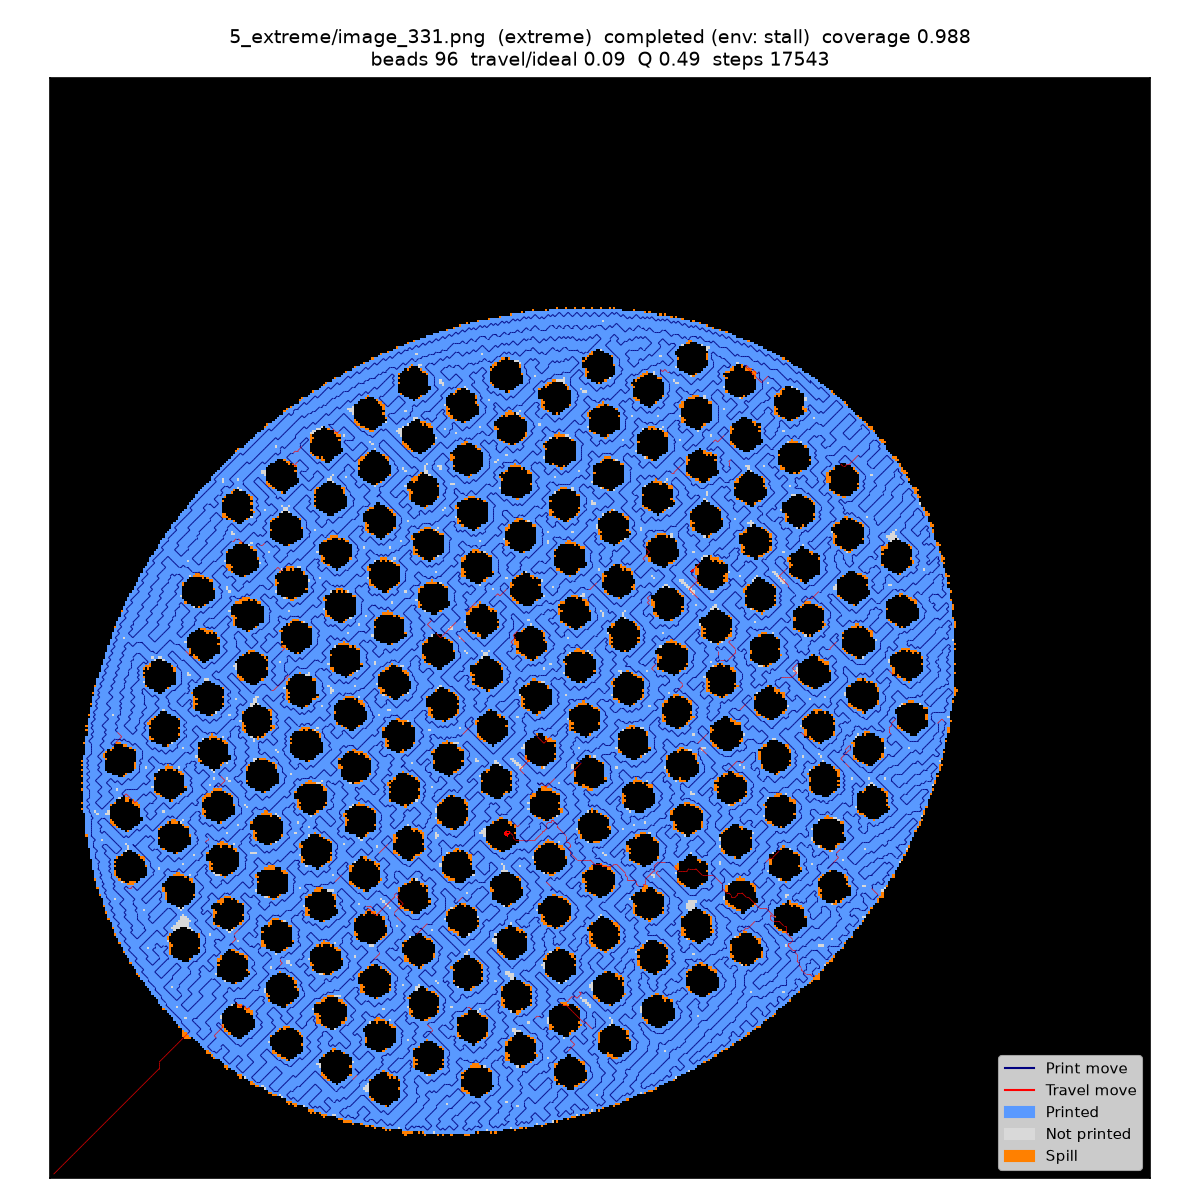 5_extreme/image_331.png  (extreme)  completed (env: stall)  coverage 0.988
beads 96  travel/ideal 0.09  Q 0.49  steps 17543
Print move
Travel move
Printed
Not printed
Spill